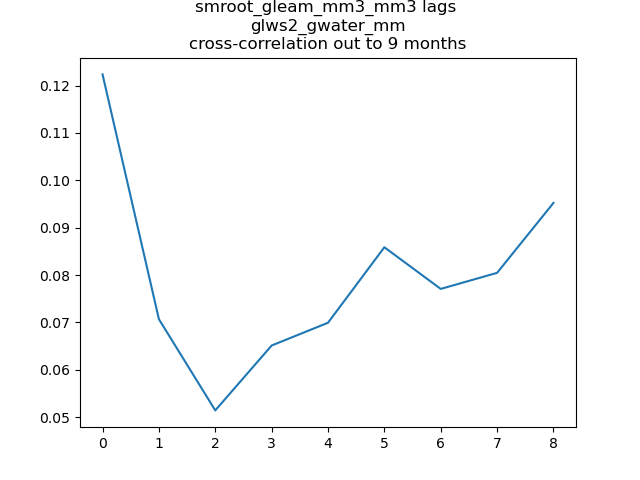 smroot_gleam_mm3_mm3 lags
glws2_gwater_mm
cross-correlation out to 9 months
0.12
0.11
0.10
0.09
0.08
0.07
0.06
0.05
0 1 2 3 4 5 6 7 8